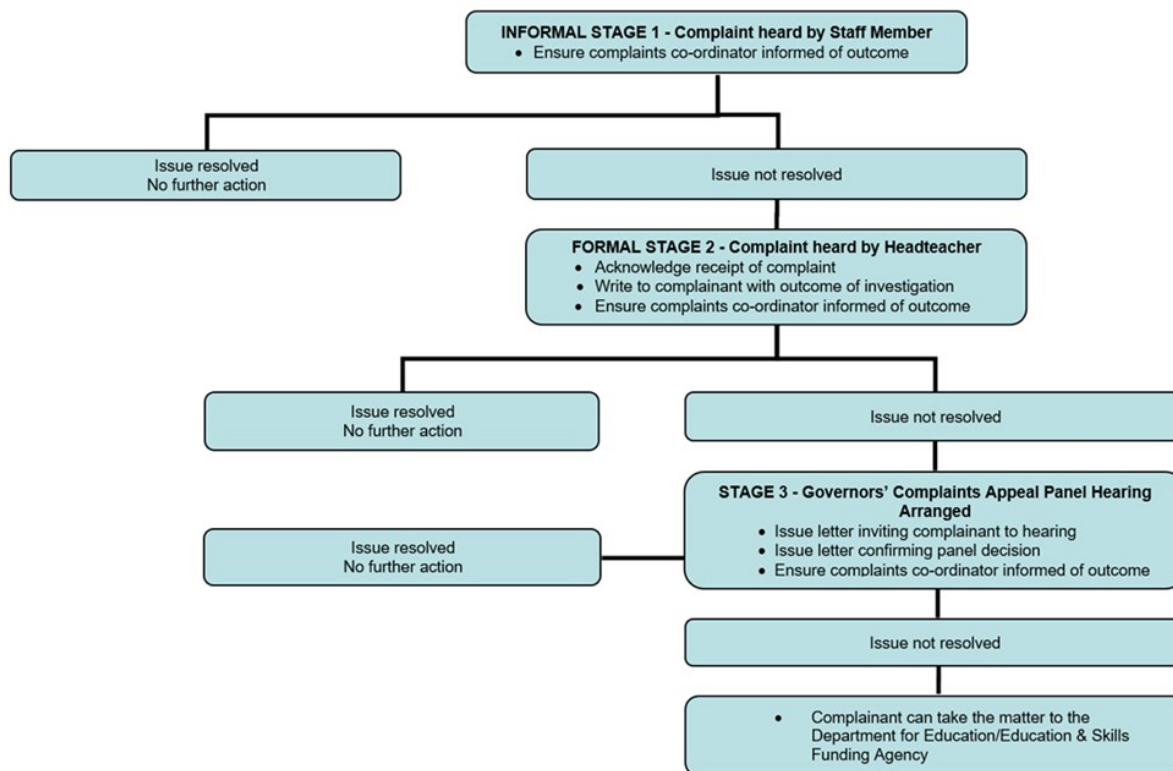 INFORMAL STAGE 1 - Complaint heard by Staff Member
• Ensure complaints co-ordinator informed of outcome
Issue resolved
No further action
Issue not resolved
FORMAL STAGE 2 - Complaint heard by Headteacher
• Acknowledge receipt of complaint
• Write to complainant with outcome of investigation
• Ensure complaints co-ordinator informed of outcome
Issue resolved
No further action
Issue not resolved
STAGE 3 - Governors’ Complaints Appeal Panel Hearing
Arranged
• Issue letter inviting complainant to hearing
• Issue letter confirming panel decision
• Ensure complaints co-ordinator informed of outcome
Issue resolved
No further action
Issue not resolved
• Complainant can take the matter to the
Department for Education/Education & Skills
Funding Agency